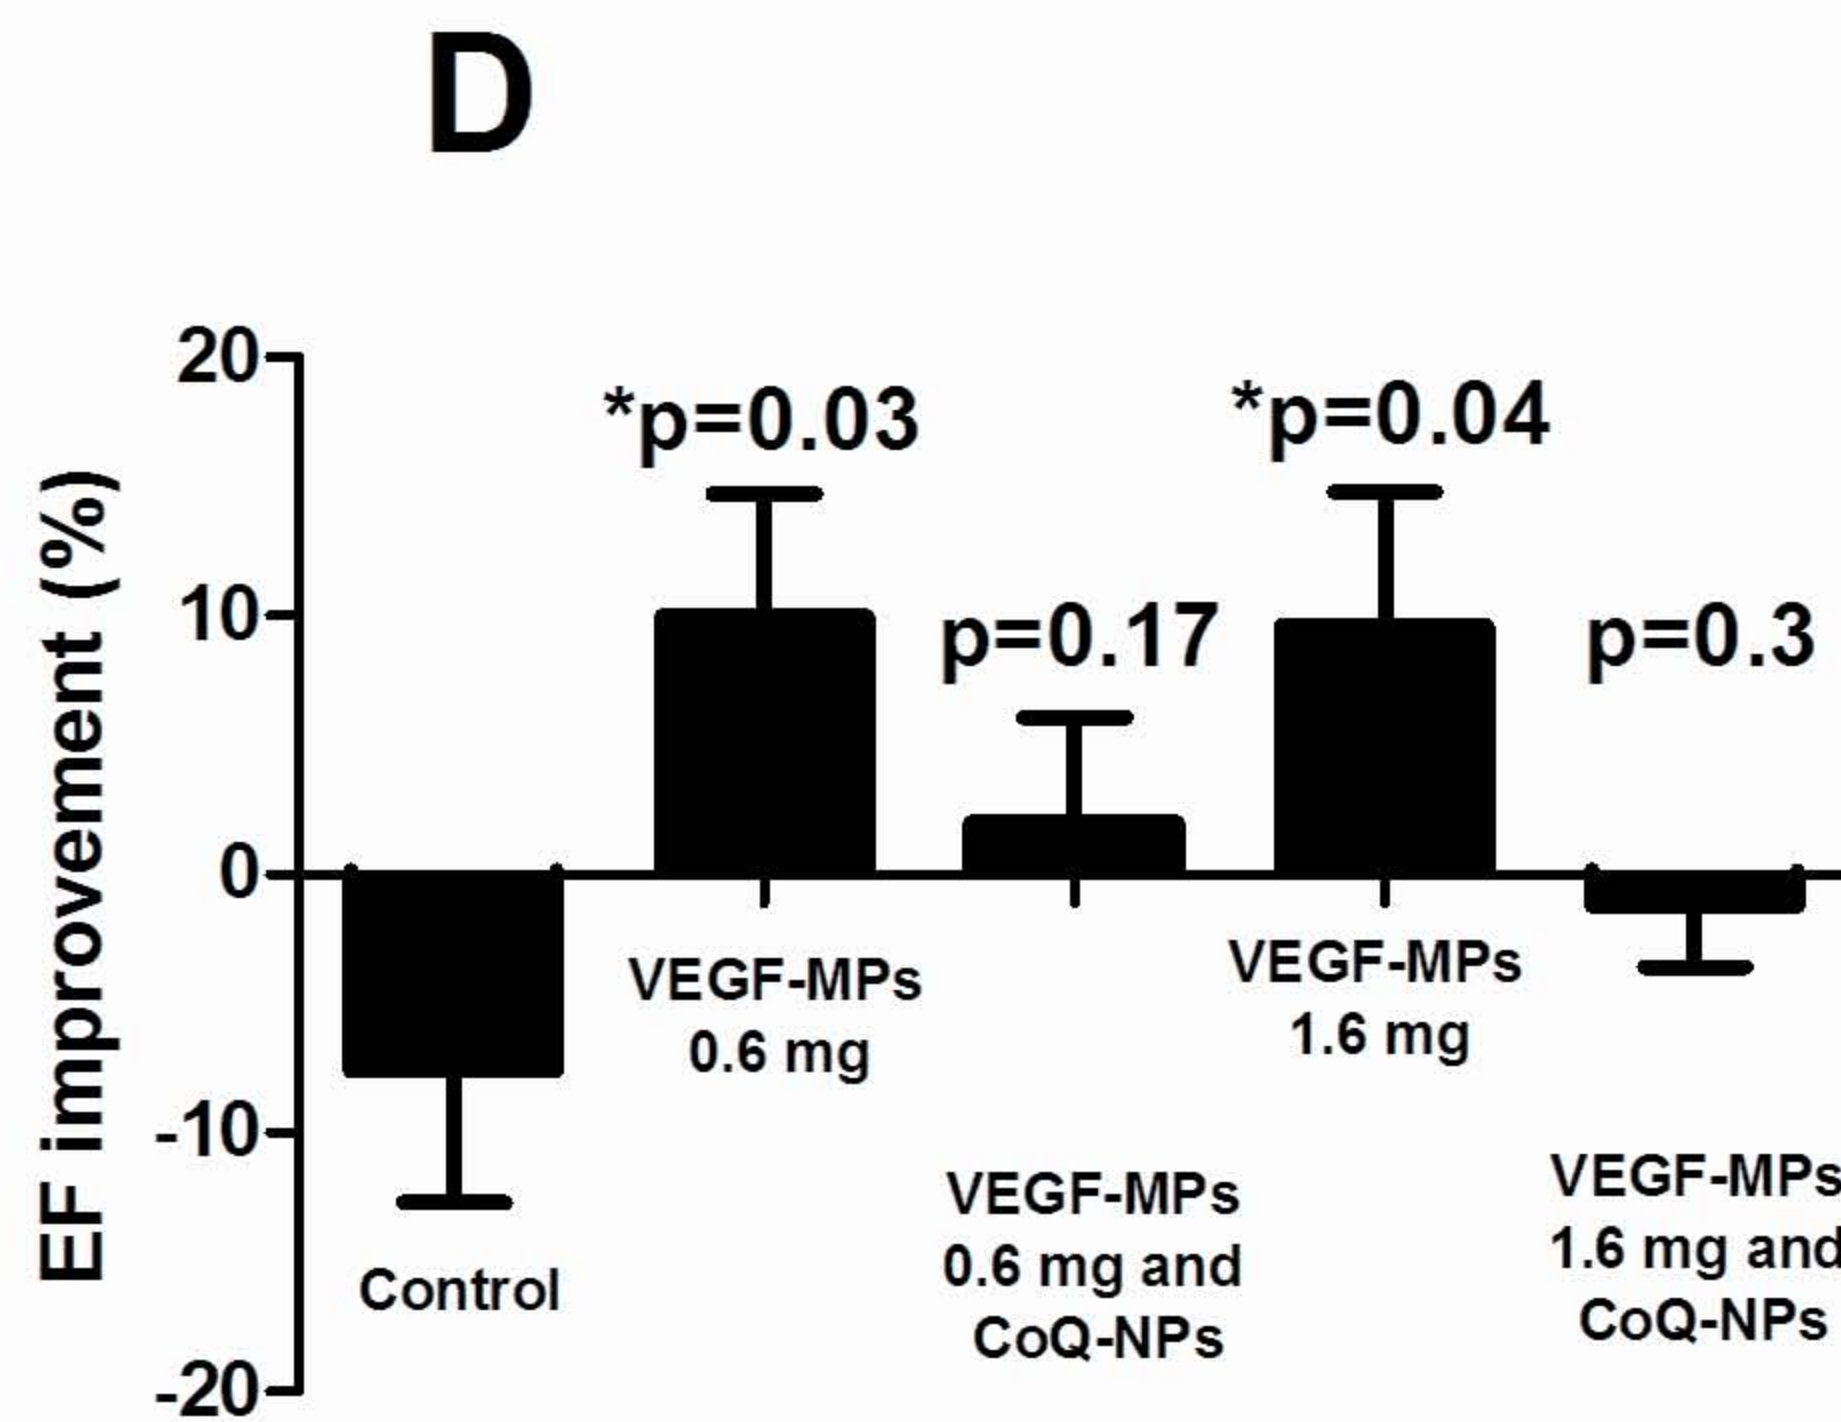 D
EF improvement (%)
20
10
0
-10
-20
*p=0.03
p=0.17
*p=0.04
p=0.3
Control
VEGF-MPs
0.6 mg
VEGF-MPs
0.6 mg and
CoQ-NPs
VEGF-MPs
1.6 mg
VEGF-MPs
1.6 mg and
CoQ-NPs